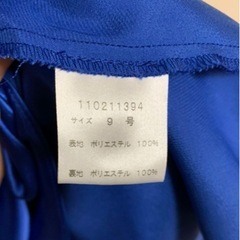 110211394
サイズ 9 号
表地 ポリエステル 100%
裏地 ポリエステル 100%